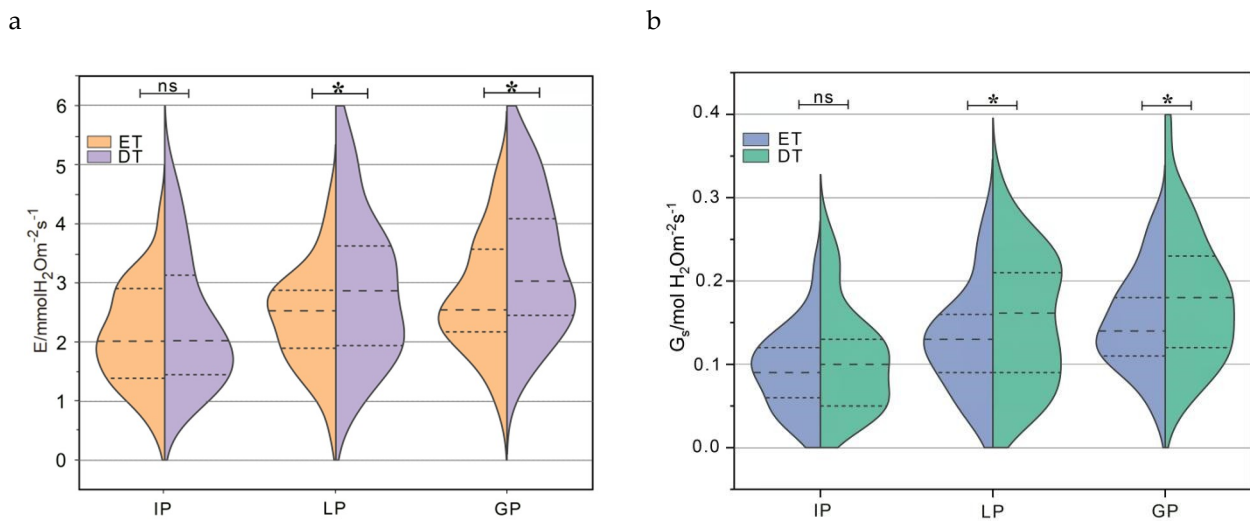 a
b
ns
*
*
6
5
4
3
2
1
0
E/mmolH₂Om⁻²s⁻¹
ET
DT
IP
LP
GP
ns
*
*
0.4
0.3
0.2
0.1
0.0
Gₛ/mol H₂Om⁻²s⁻¹
ET
DT
IP
LP
GP